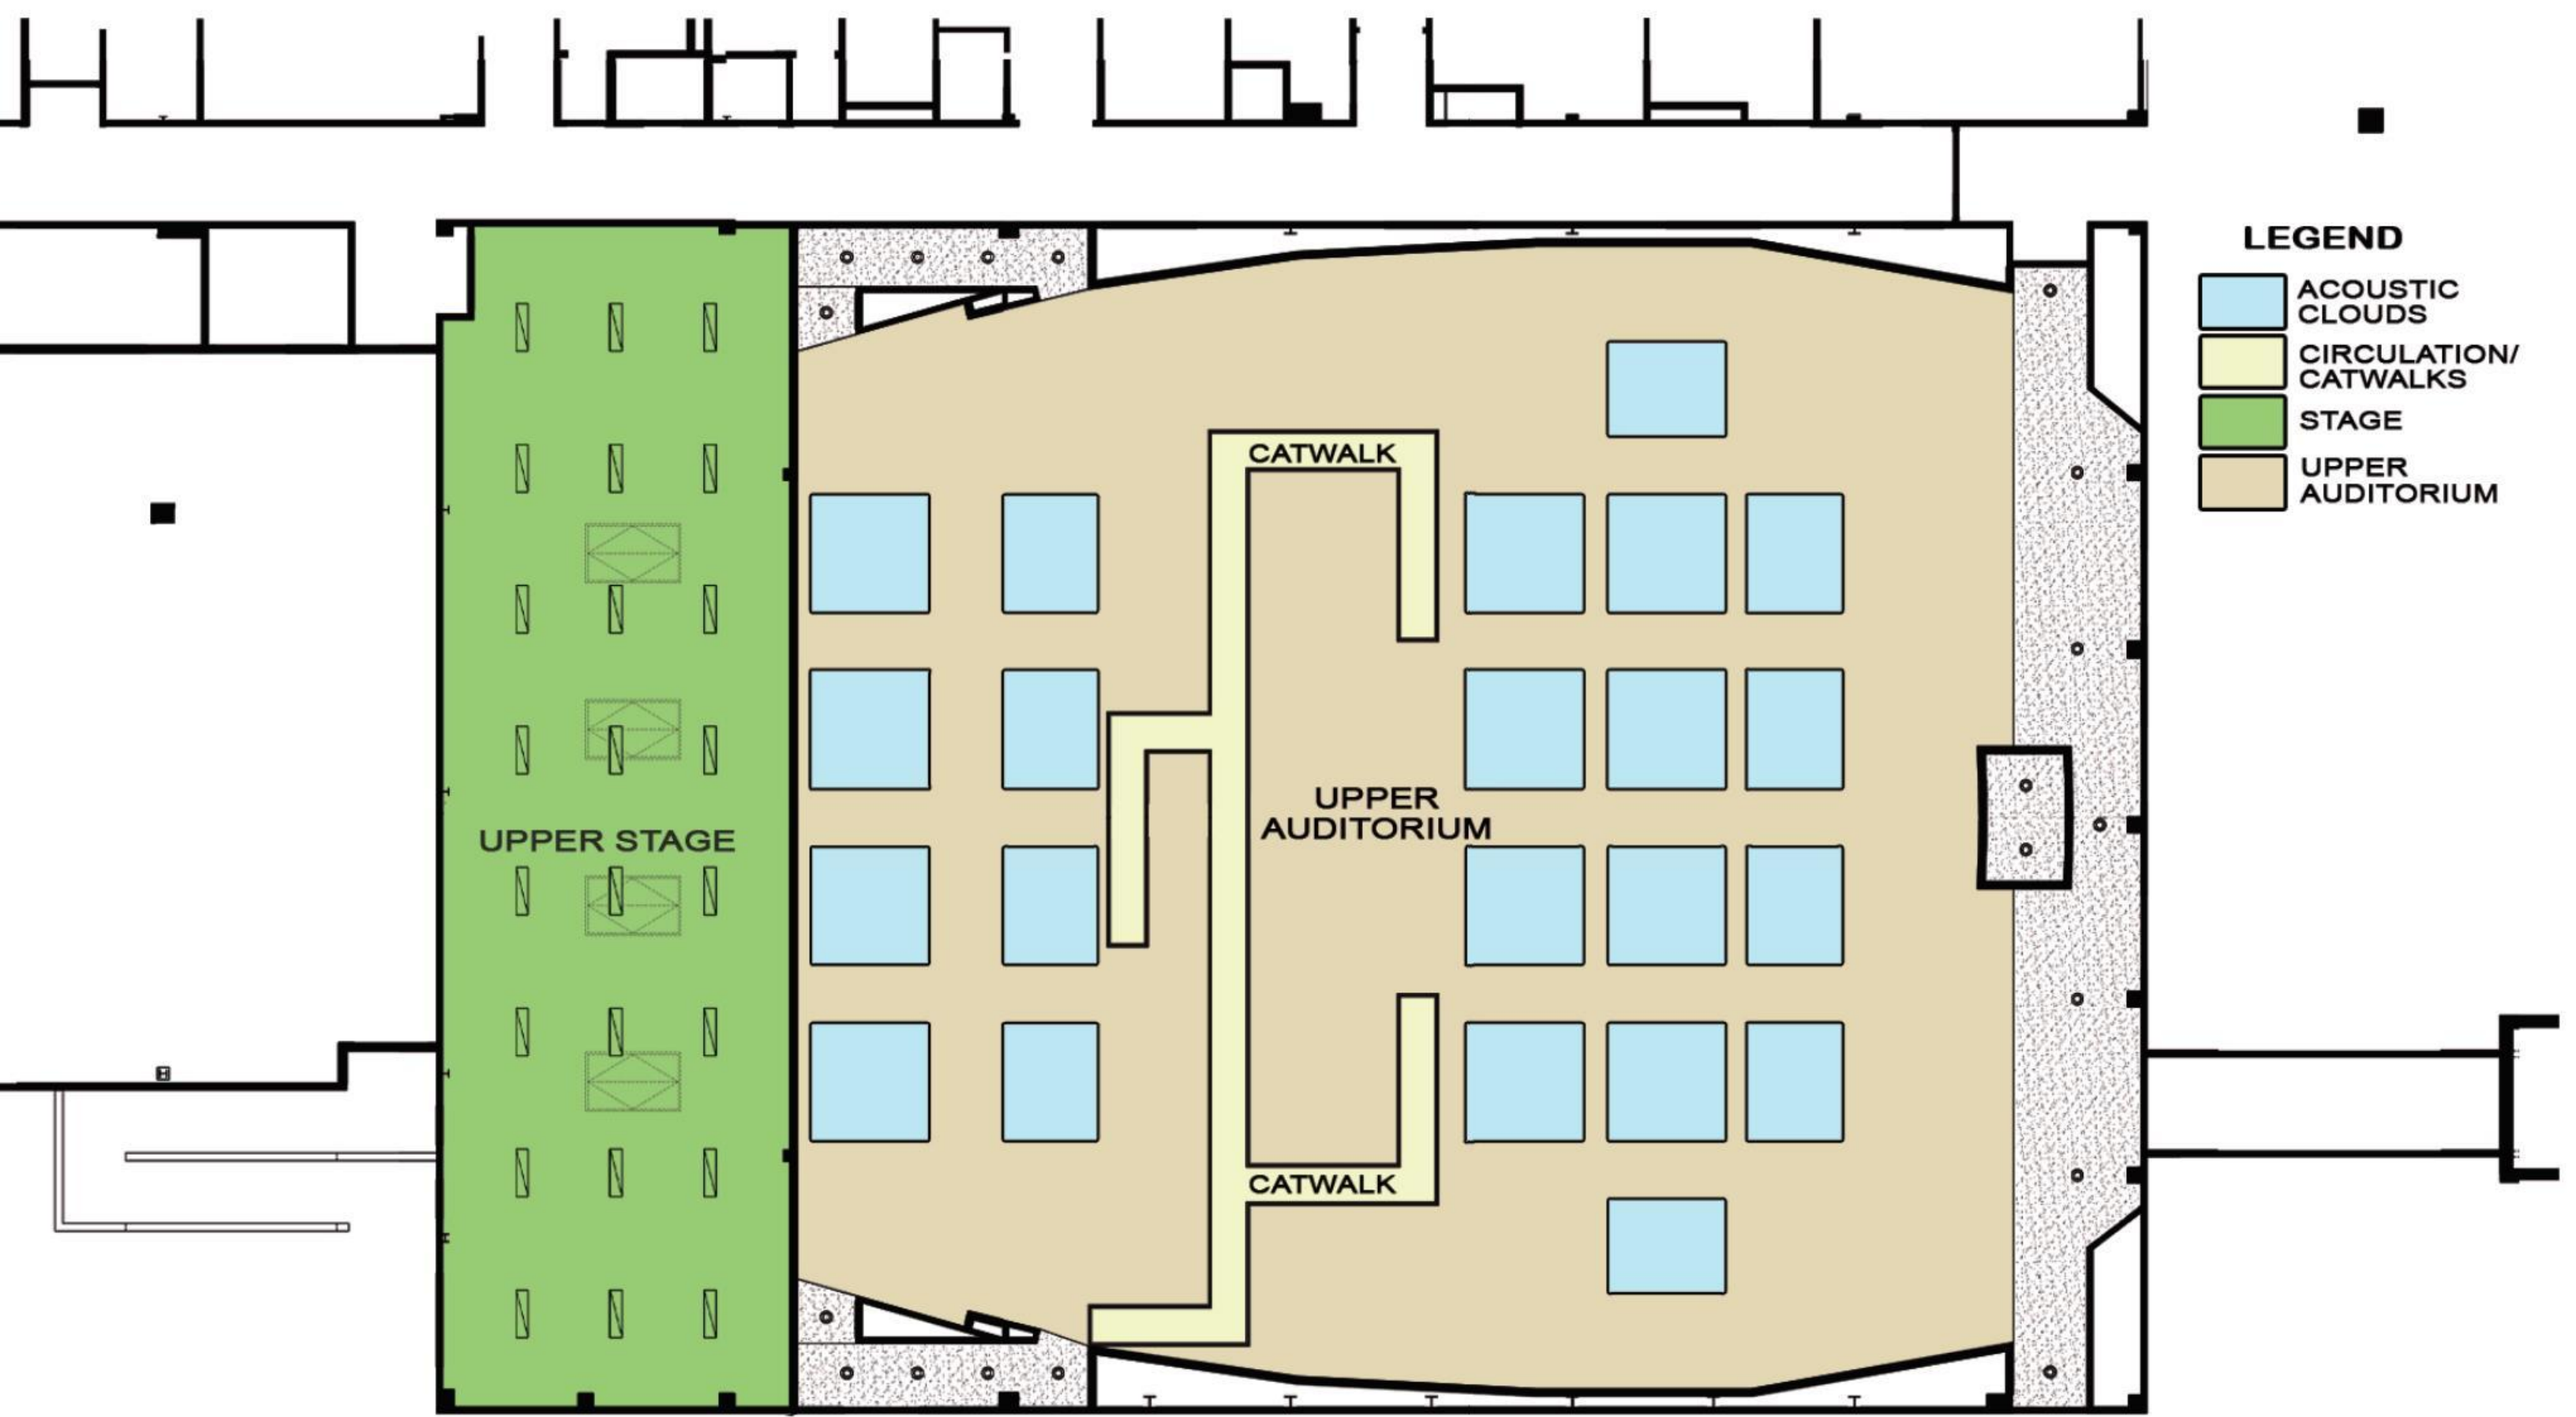 LEGEND
ACOUSTIC
CLOUDS
CIRCULATION/
CATWALKS
STAGE
UPPER
AUDITORIUM
CATWALK
UPPER
AUDITORIUM
UPPER STAGE
CATWALK